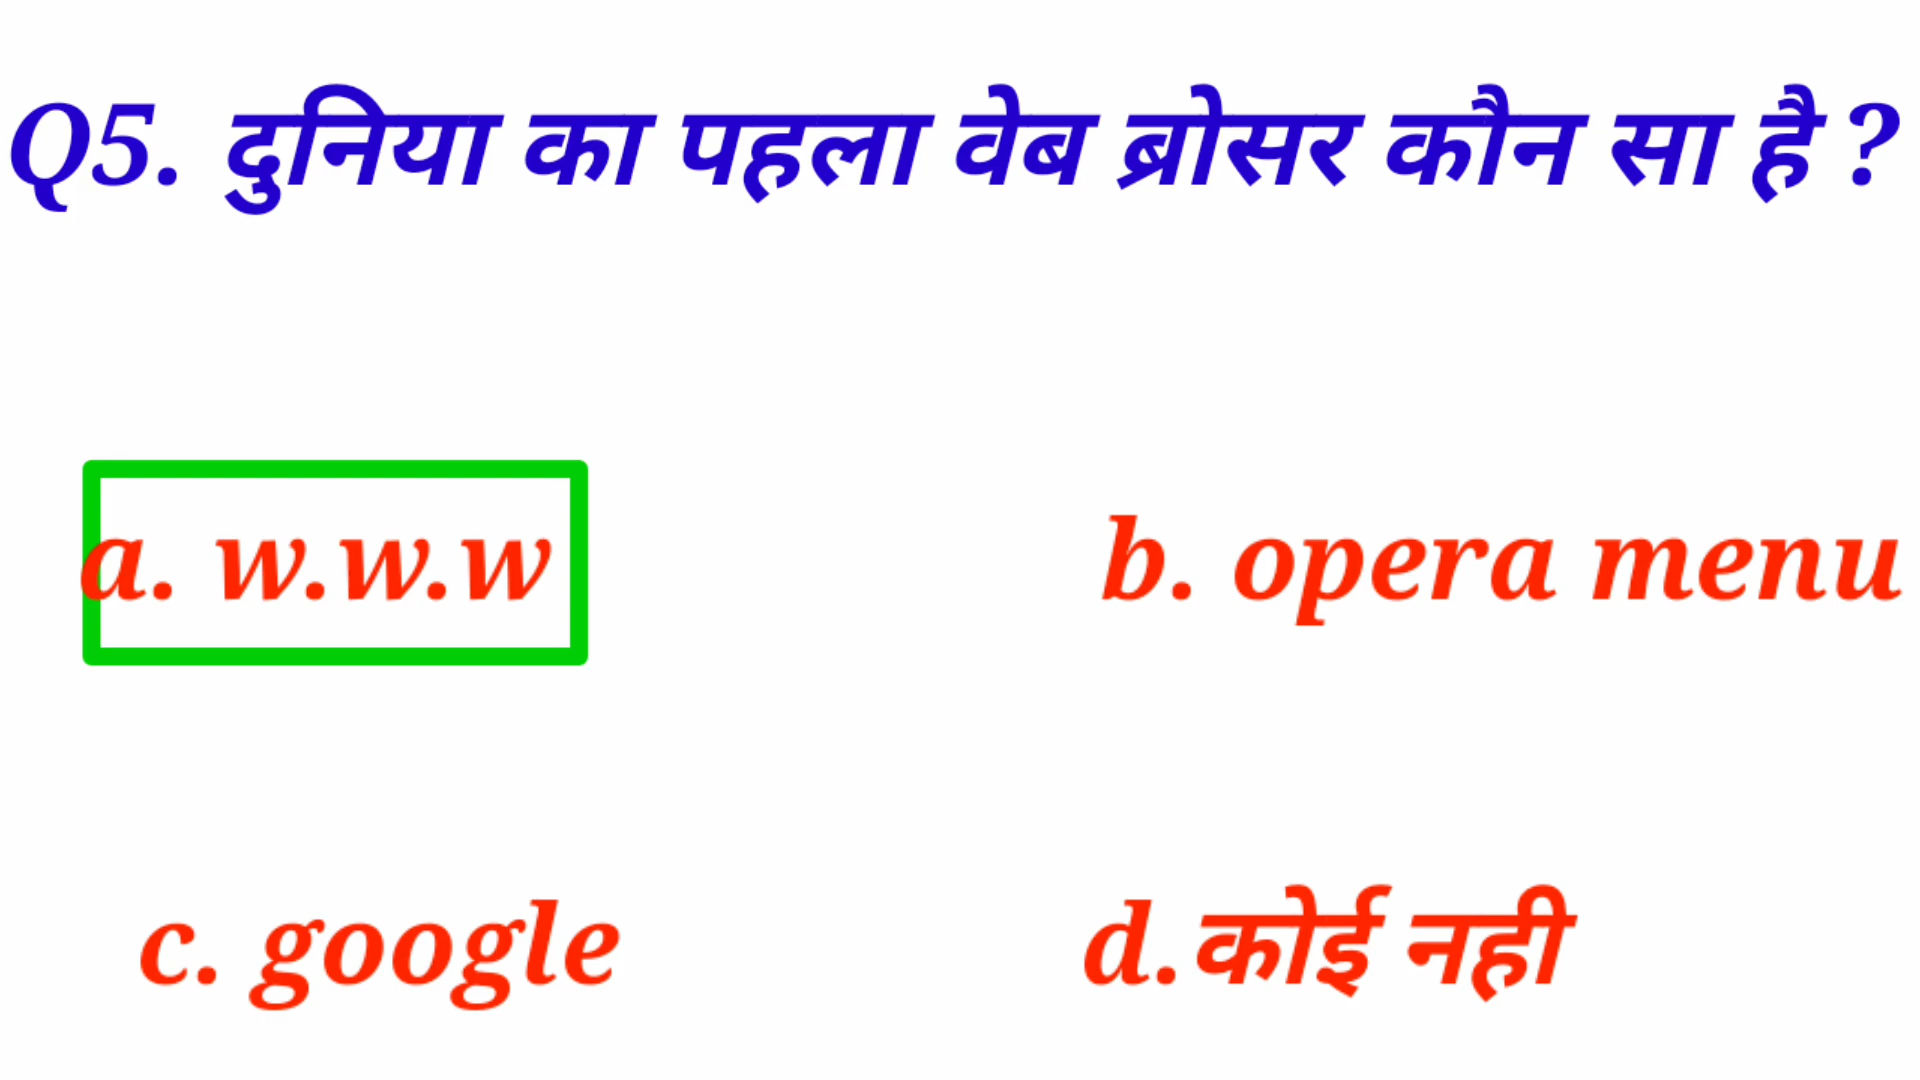 Q5. दुनिया का पहला वेब ब्रोसर कौन सा है ?
a. w.w.w
b. opera menu
c. google
d.कोई नही